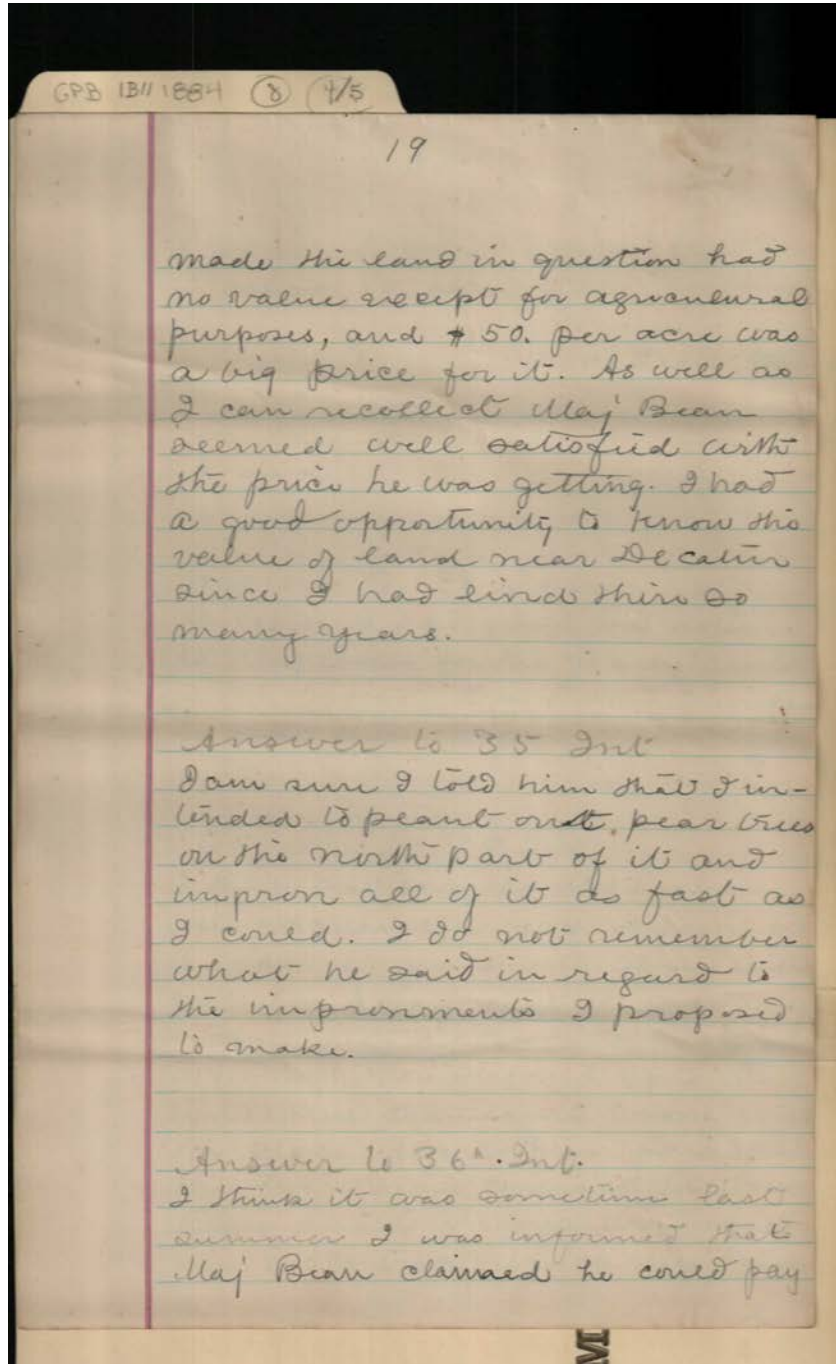 GPB IB11 1884 8 4/5
19
made the land in question had
no value except for agricultural
purposes, and $50. per acre was
a big price for it. As well as
I can recollect Maj Bean
seemed well satisfied with
the price he was getting. I had
a good opportunity to know the
value of land near Decatur
since I had lived there so
many years.
Answer to 35 Int
I am sure I told him that I in-
tended to plant out, pear trees
on the north part of it and
improve all of it as fast as
I could. I do not remember
what he said in regard to
the improvements I proposed
to make.
Answer to 36". Int.
I think it was sometime last
summer I was informed that
Maj Bean claimed he could pay
M